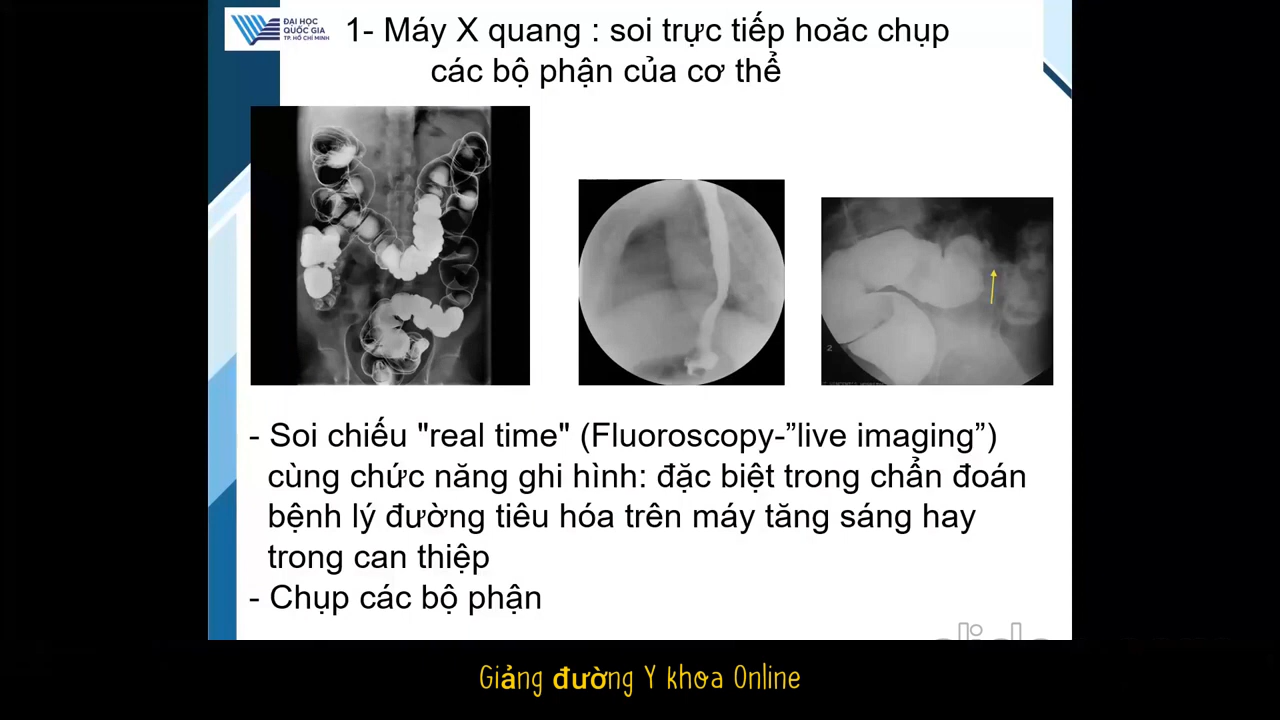 ĐẠI HỌC
QUỐC GIA
TP. HỒ CHÍ MINH
1- Máy X quang : soi trực tiếp hoăc chụp
các bộ phận của cơ thể
2
- Soi chiếu "real time" (Fluoroscopy-”live imaging”)
cùng chức năng ghi hình: đặc biệt trong chẩn đoán
bệnh lý đường tiêu hóa trên máy tăng sáng hay
trong can thiệp
- Chụp các bộ phận
Giảng đường Y khoa Online